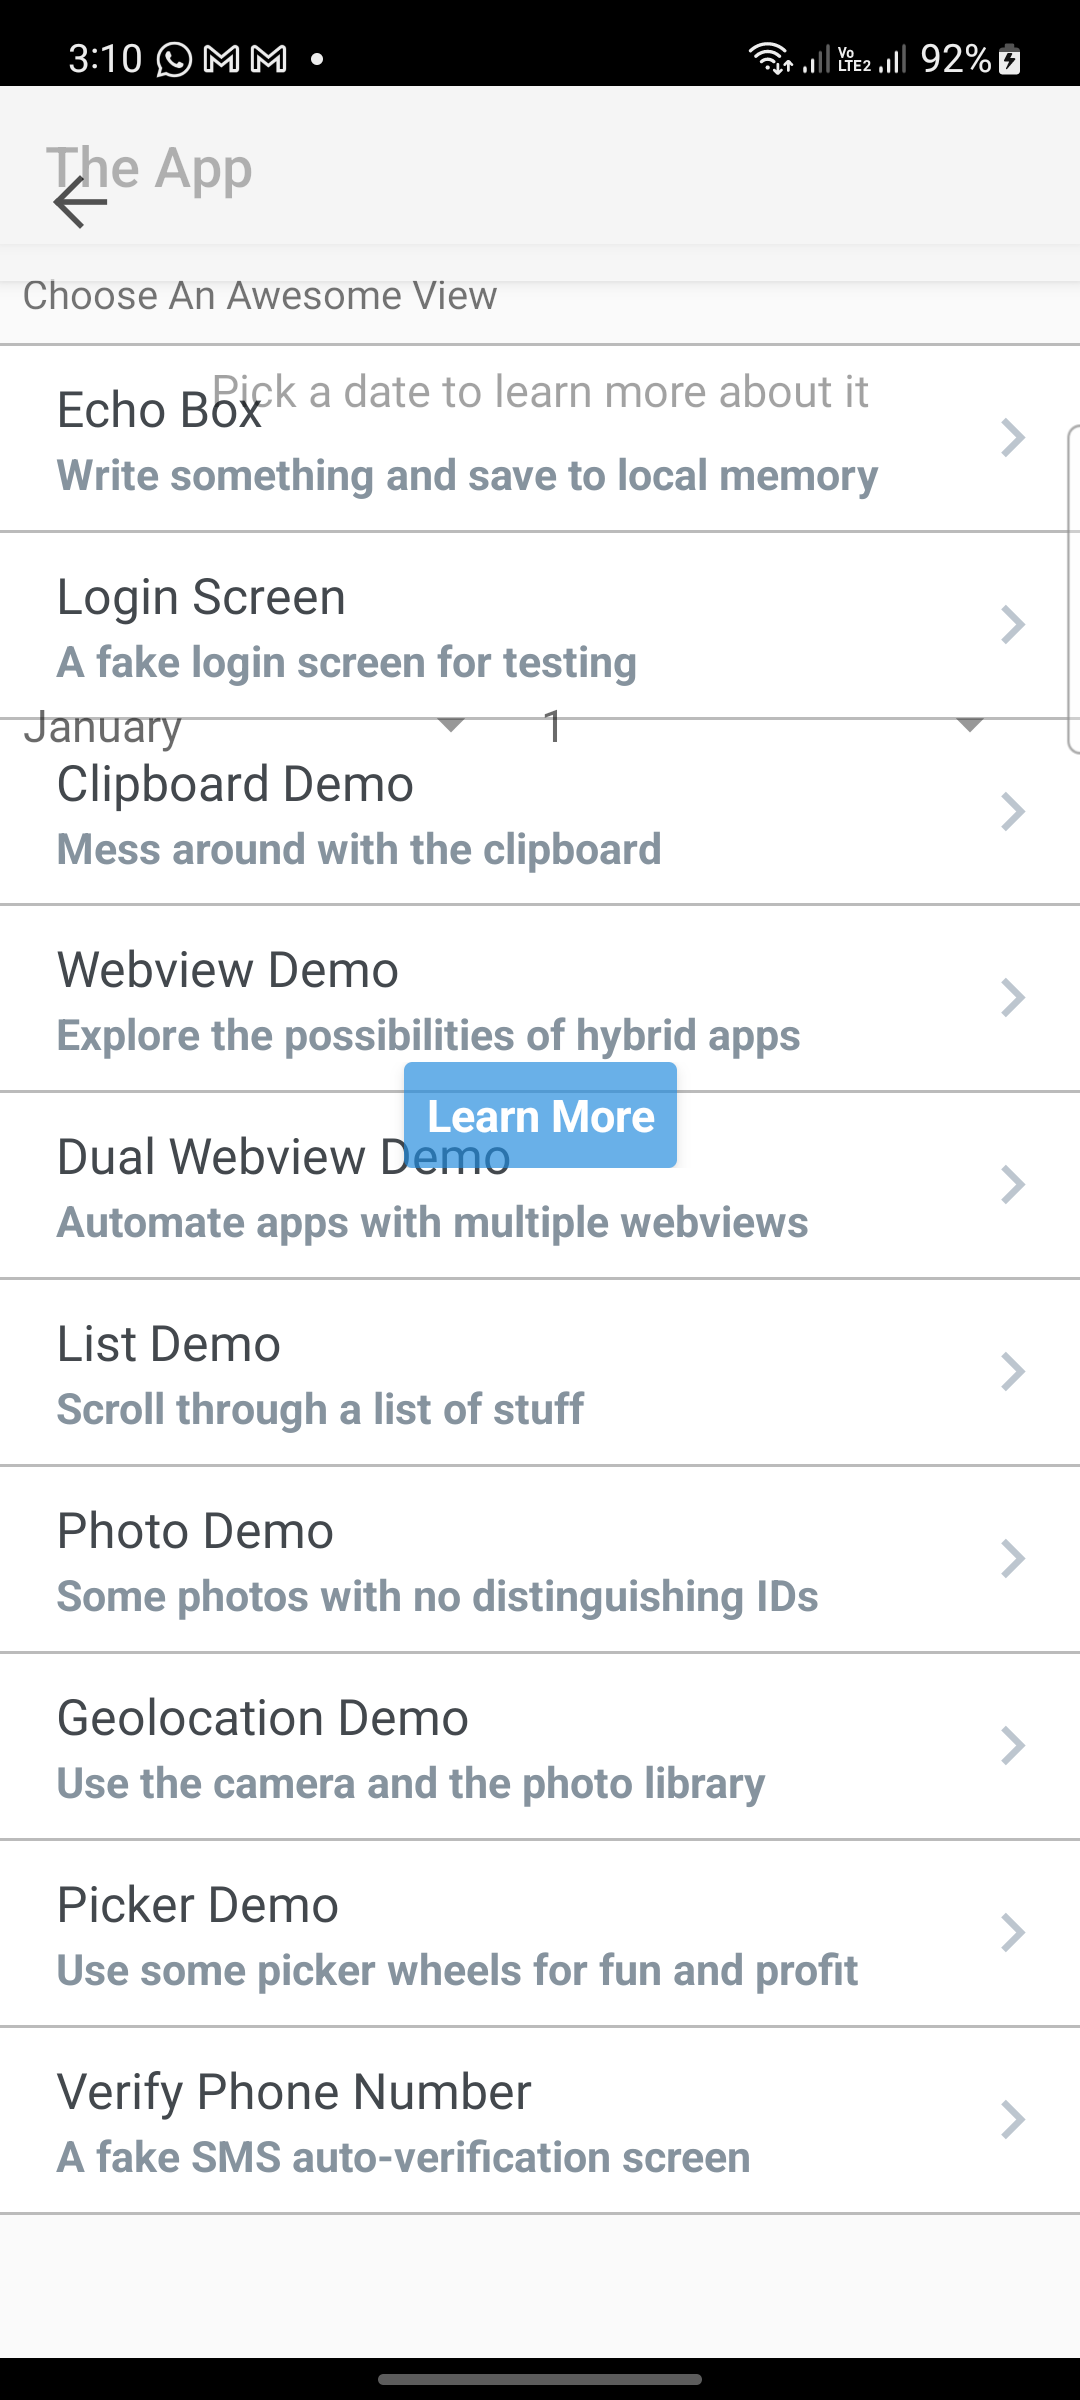 3:10 Vo LTE2 92%
The App
Choose An Awesome View
Pick a date to learn more about it
Echo Box
Write something and save to local memory
Login Screen
A fake login screen for testing
January 1
Clipboard Demo
Mess around with the clipboard
Webview Demo
Explore the possibilities of hybrid apps
Learn More
Dual Webview Demo
Automate apps with multiple webviews
List Demo
Scroll through a list of stuff
Photo Demo
Some photos with no distinguishing IDs
Geolocation Demo
Use the camera and the photo library
Picker Demo
Use some picker wheels for fun and profit
Verify Phone Number
A fake SMS auto-verification screen